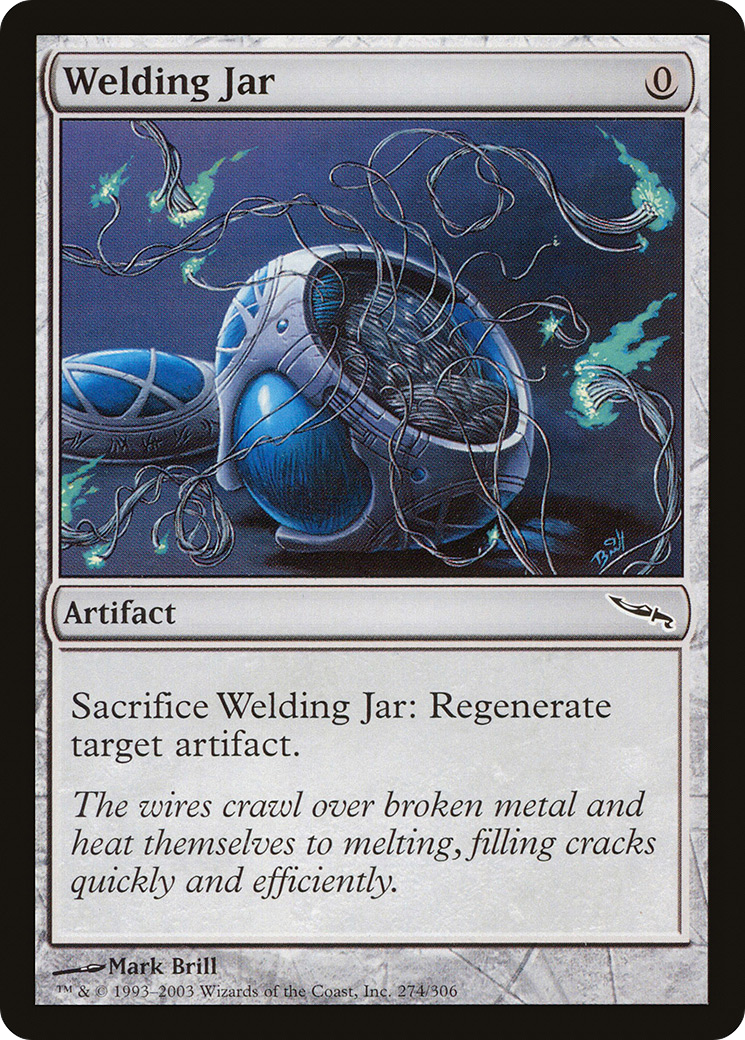 Welding Jar
0
Brill
Artifact
Sacrifice Welding Jar: Regenerate
target artifact.
The wires crawl over broken metal and
heat themselves to melting, filling cracks
quickly and efficiently.
Mark Brill
™ & © 1993–2003 Wizards of the Coast, Inc. 274/306